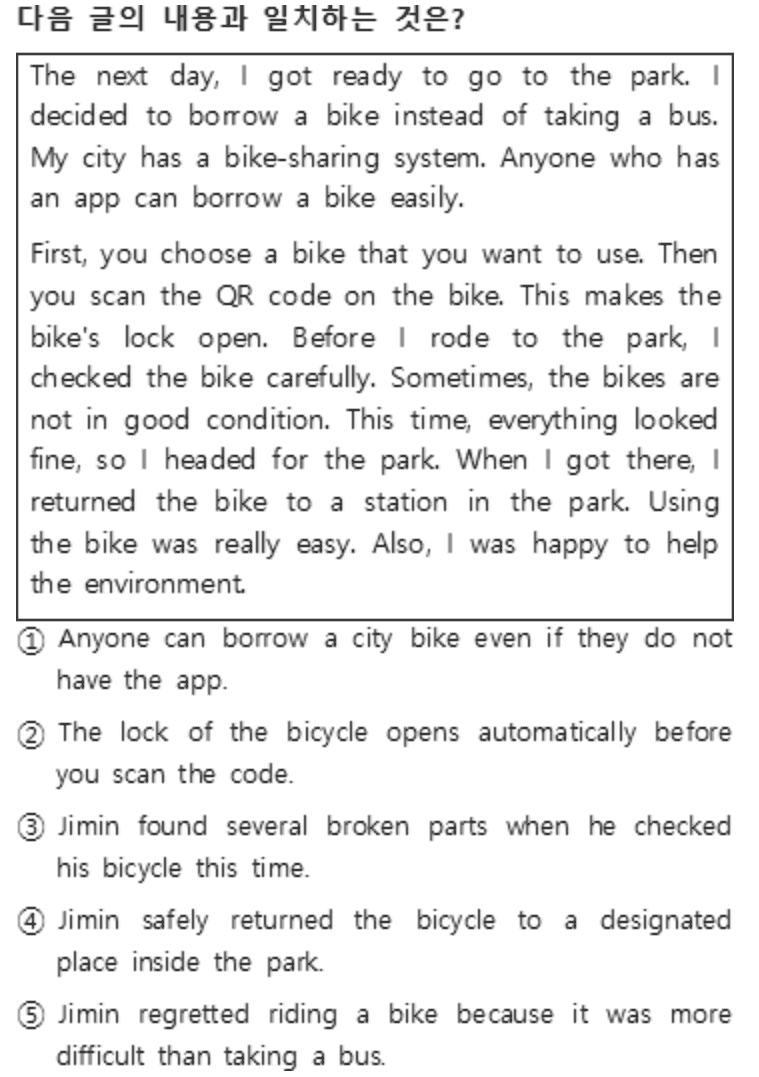 다음 글의 내용과 일치하는 것은?
The next day, I got ready to go to the park. I
decided to borrow a bike instead of taking a bus.
My city has a bike-sharing system. Anyone who has
an app can borrow a bike easily.
First, you choose a bike that you want to use. Then
you scan the QR code on the bike. This makes the
bike's lock open. Before I rode to the park, I
checked the bike carefully. Sometimes, the bikes are
not in good condition. This time, everything looked
fine, so I headed for the park. When I got there, I
returned the bike to a station in the park. Using
the bike was really easy. Also, I was happy to help
the environment.
① Anyone can borrow a city bike even if they do not
have the app.
② The lock of the bicycle opens automatically before
you scan the code.
③ Jimin found several broken parts when he checked
his bicycle this time.
④ Jimin safely returned the bicycle to a designated
place inside the park.
⑤ Jimin regretted riding a bike because it was more
difficult than taking a bus.